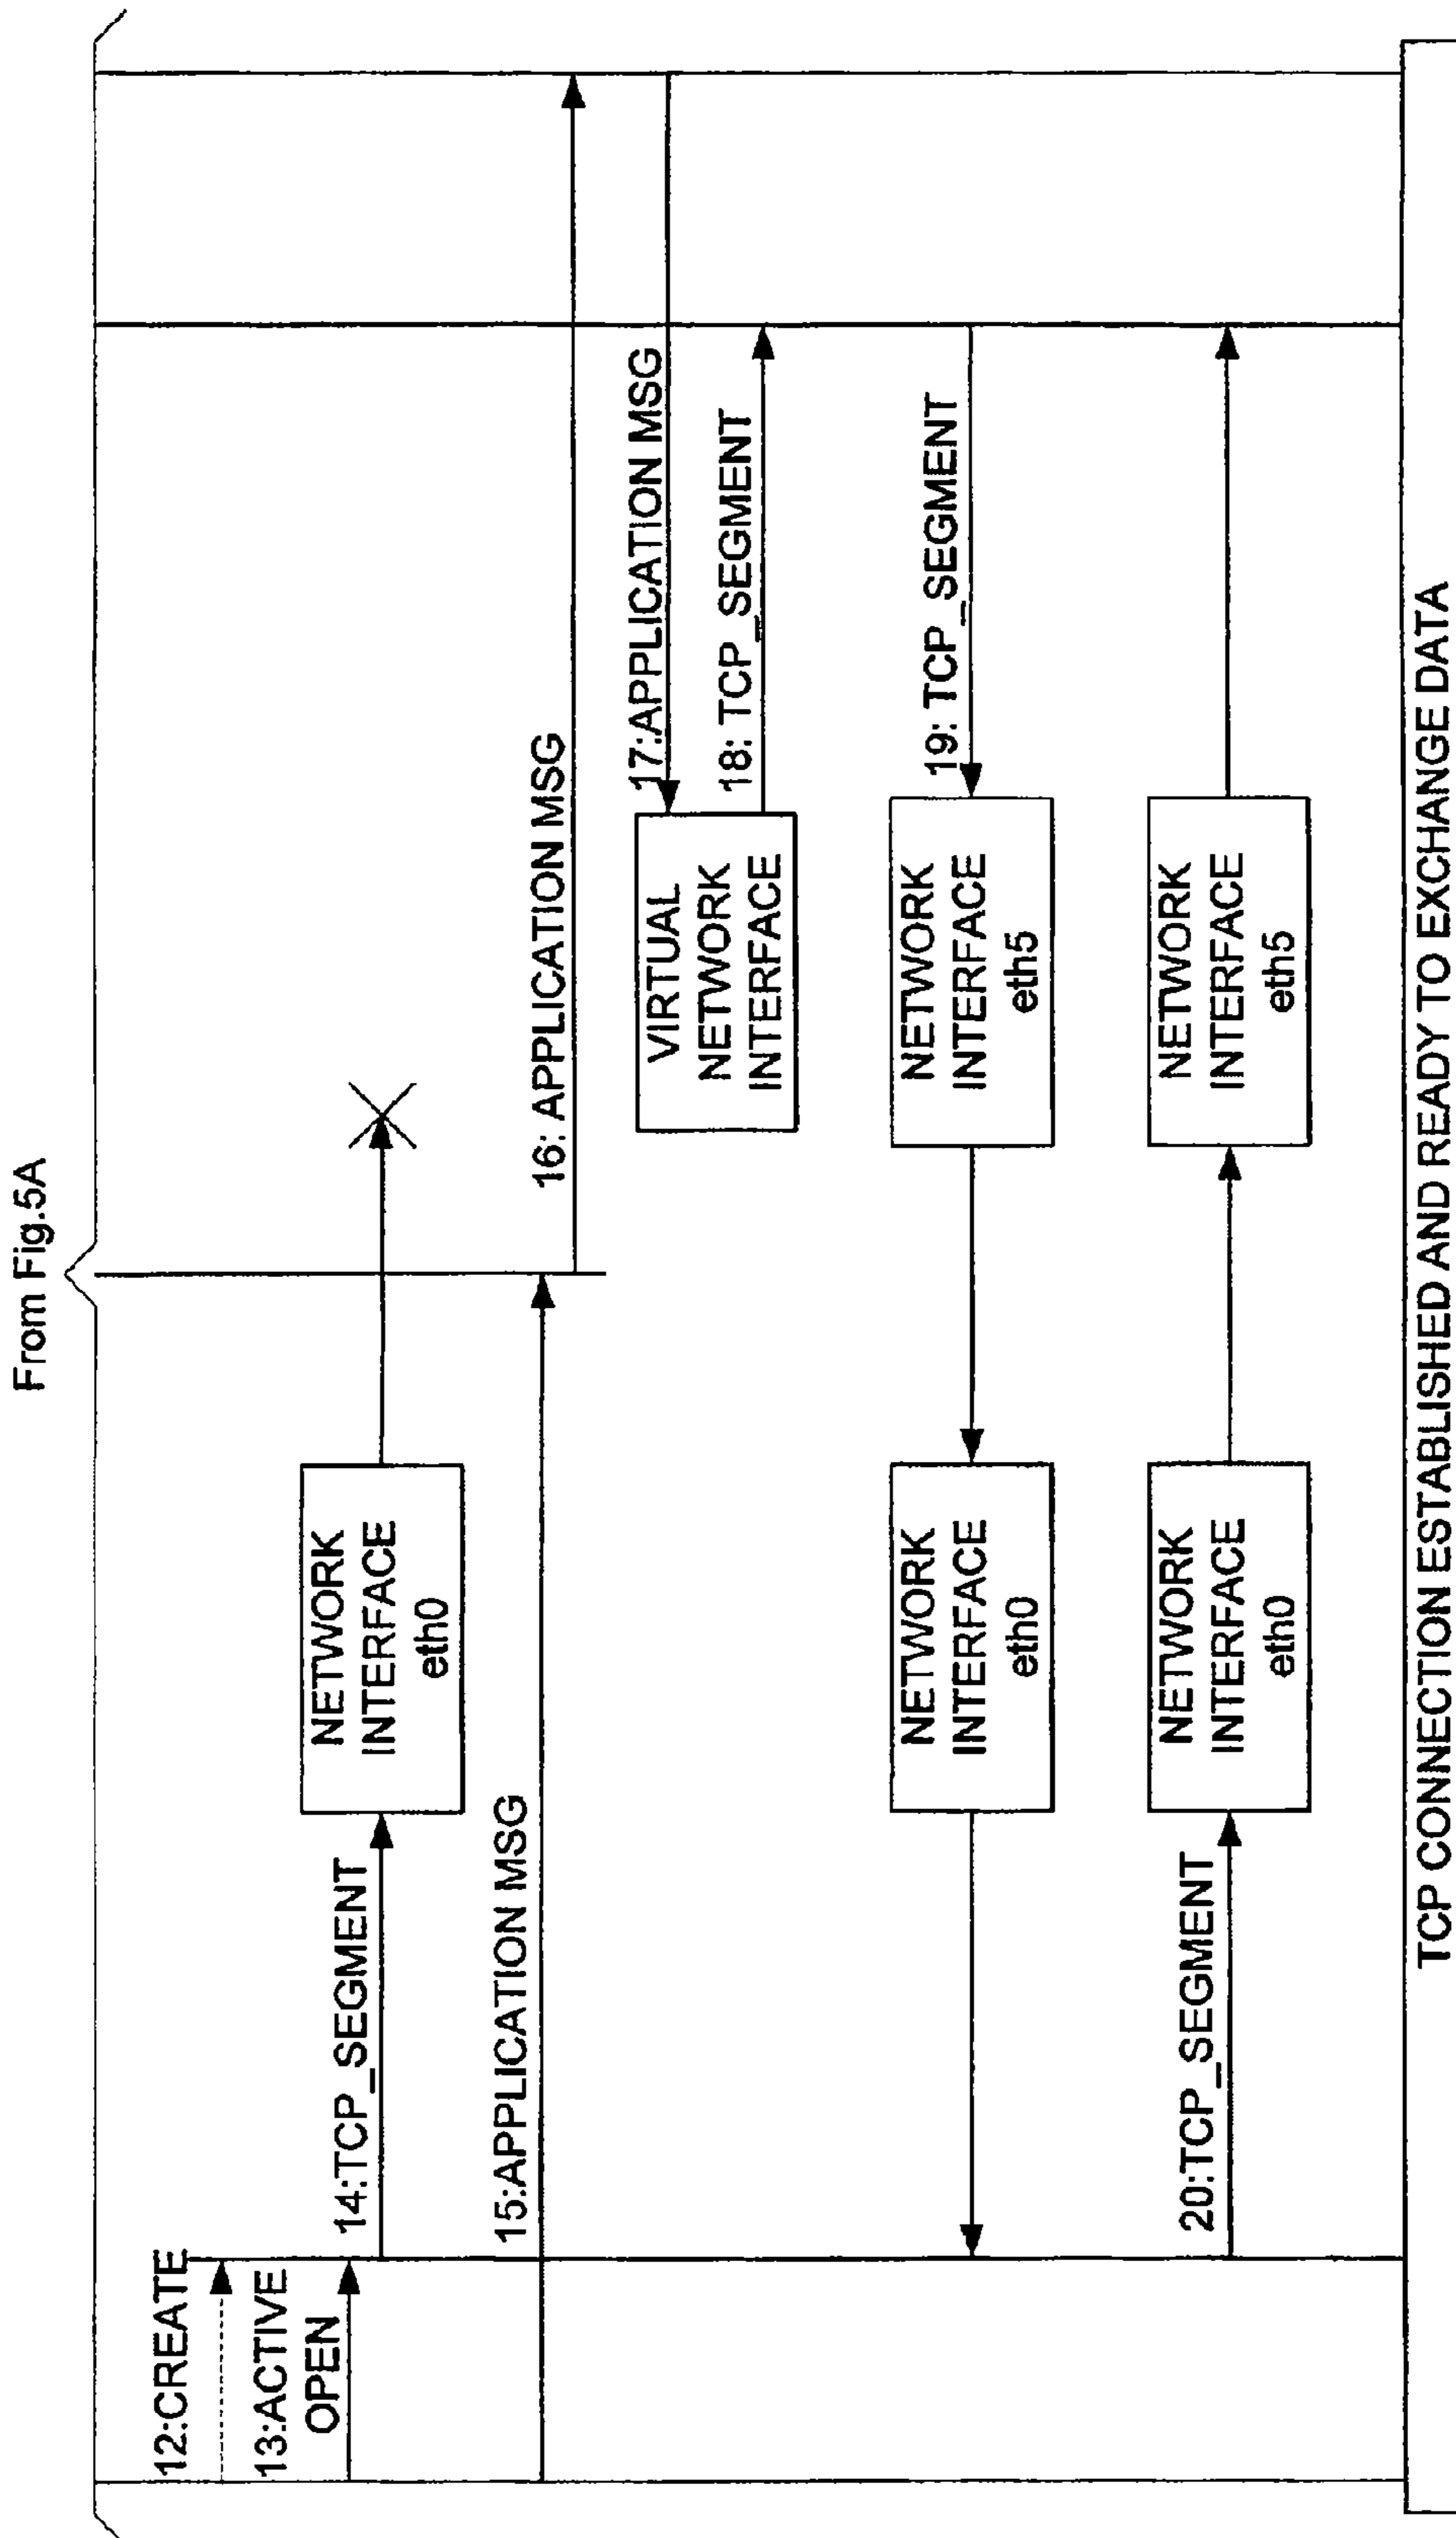 From Fig.5A
12:CREATE
13:ACTIVE
OPEN
14:TCP_SEGMENT
NETWORK
INTERFACE
eth0
15:APPLICATION MSG
16: APPLICATION MSG
17:APPLICATION MSG
VIRTUAL
NETWORK
INTERFACE
18: TCP_SEGMENT
19: TCP_SEGMENT
NETWORK
INTERFACE
eth0
NETWORK
INTERFACE
eth5
20:TCP_SEGMENT
NETWORK
INTERFACE
eth0
NETWORK
INTERFACE
eth5
TCP CONNECTION ESTABLISHED AND READY TO EXCHANGE DATA